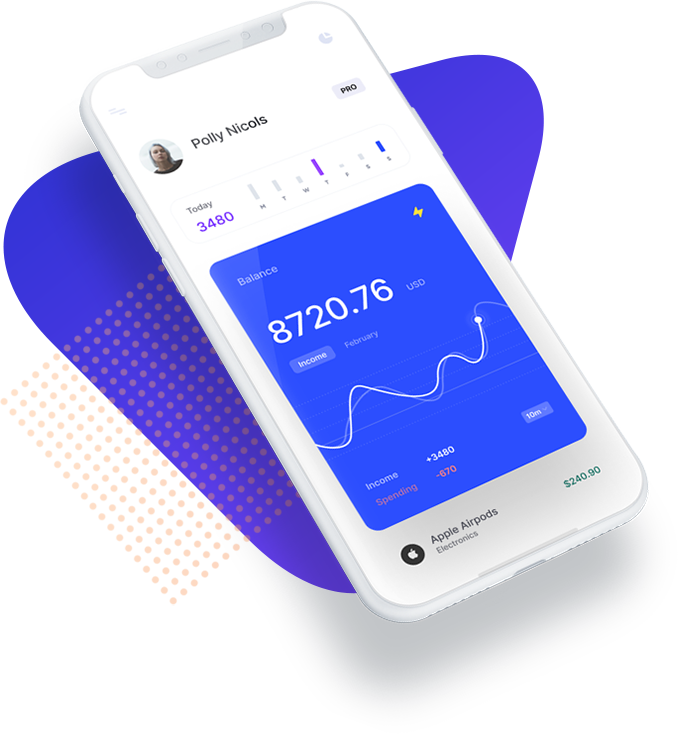 PRO
Polly Nicols
Today
3480
M T W T F S S
Balance
8720.76 USD
Income February
10m
Income +3480
Spending -670
Apple Airpods $240.90
Electronics